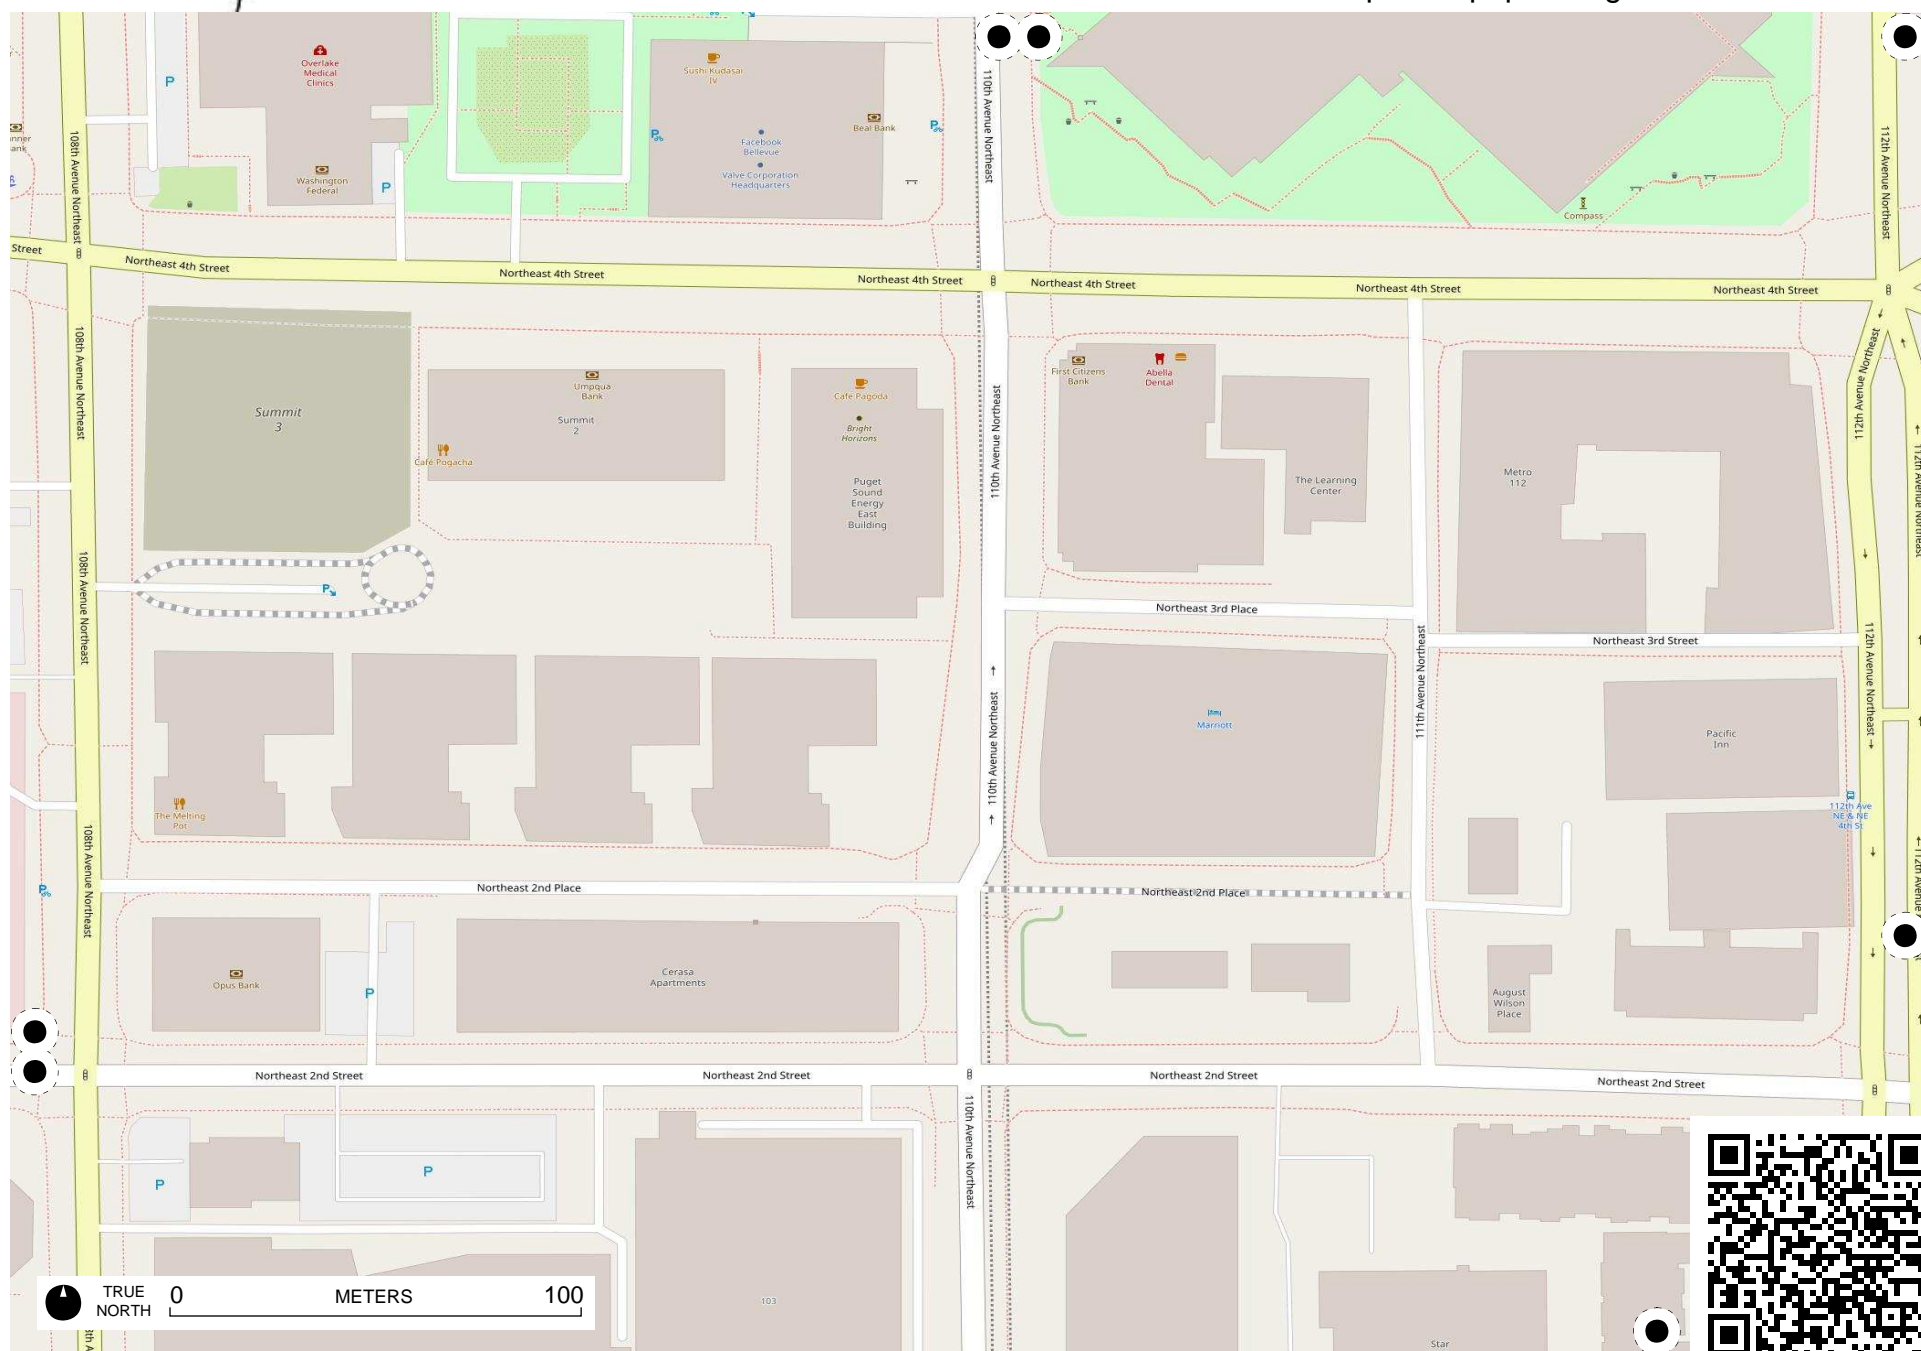 Overlake
Medical
Clinics
P
Sushi Kudasai
IV
Beal Bank
Facebook
Bellevue
Valve Corporation
Headquarters
Washington
Federal
P
108th Avenue Northeast
110th Avenue Northeast
112th Avenue Northeast
Compass
Street
Northeast 4th Street
Northeast 4th Street
Northeast 4th Street
Northeast 4th Street
Northeast 4th Street
Northeast 4th Street
108th Avenue Northeast
Summit
3
Umpqua
Bank
Summit
2
Café Pogacha
Cafe Pagoda
Bright
Horizons
Puget
Sound
Energy
East
Building
110th Avenue Northeast
First Citizens
Bank
Abella
Dental
The Learning
Center
Metro
112
112th Avenue Northeast
112th Avenue Northeast
108th Avenue Northeast
P
Northeast 3rd Place
Northeast 3rd Street
111th Avenue Northeast
112th Avenue Northeast
110th Avenue Northeast
Marriott
Pacific
Inn
The Melting
Pot
112th Ave
NE & NE
4th St
108th Avenue Northeast
Northeast 2nd Place
Northeast 2nd Place
Opus Bank
P
Cerasa
Apartments
August
Wilson
Place
Northeast 2nd Street
Northeast 2nd Street
Northeast 2nd Street
Northeast 2nd Street
110th Avenue Northeast
P
P
103
Star
TRUE
NORTH
0 METERS 100